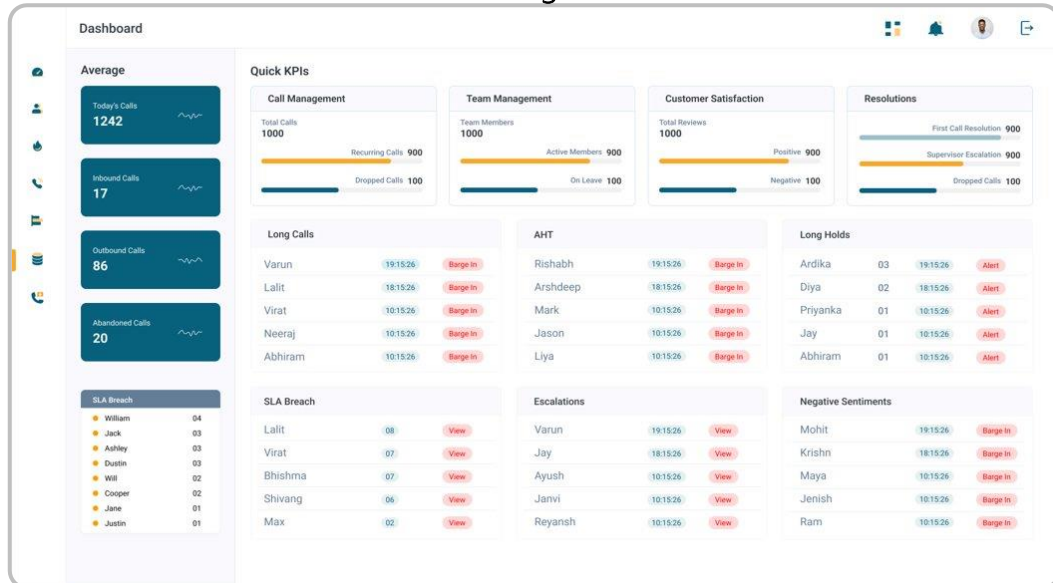 Dashboard
Average
Today's Calls
1242
Inbound Calls
17
Outbound Calls
86
Abandoned Calls
20
SLA Breach
William 04
Jack 03
Ashley 03
Dustin 03
Will 02
Cooper 02
Jane 01
Justin 01
Quick KPIs
Call Management
Total Calls
1000
Recurring Calls 900
Dropped Calls 100
Team Management
Team Members
1000
Active Members 900
On Leave 100
Customer Satisfaction
Total Reviews
1000
Positive 900
Negative 100
Resolutions
First Call Resolution 900
Supervisor Escalation 900
Dropped Calls 100
Long Calls
Varun 19:15:26 Barge In
Lalit 18:15:26 Barge In
Virat 10:15:26 Barge In
Neeraj 10:15:26 Barge In
Abhiram 10:15:26 Barge In
AHT
Rishabh 19:15:26 Barge In
Arshdeep 18:15:26 Barge In
Mark 10:15:26 Barge In
Jason 10:15:26 Barge In
Liya 10:15:26 Barge In
Long Holds
Ardika 03 19:15:26 Alert
Diya 02 18:15:26 Alert
Priyanka 01 10:15:26 Alert
Jay 01 10:15:26 Alert
Abhiram 01 10:15:26 Alert
SLA Breach
Lalit 08 View
Virat 07 View
Bhishma 07 View
Shivang 06 View
Max 02 View
Escalations
Varun 19:15:26 View
Jay 18:15:26 View
Ayush 10:15:26 View
Janvi 10:15:26 View
Reyansh 10:15:26 View
Negative Sentiments
Mohit 19:15:26 Barge In
Krishn 18:15:26 Barge In
Maya 10:15:26 Barge In
Jenish 10:15:26 Barge In
Ram 10:15:26 Barge In